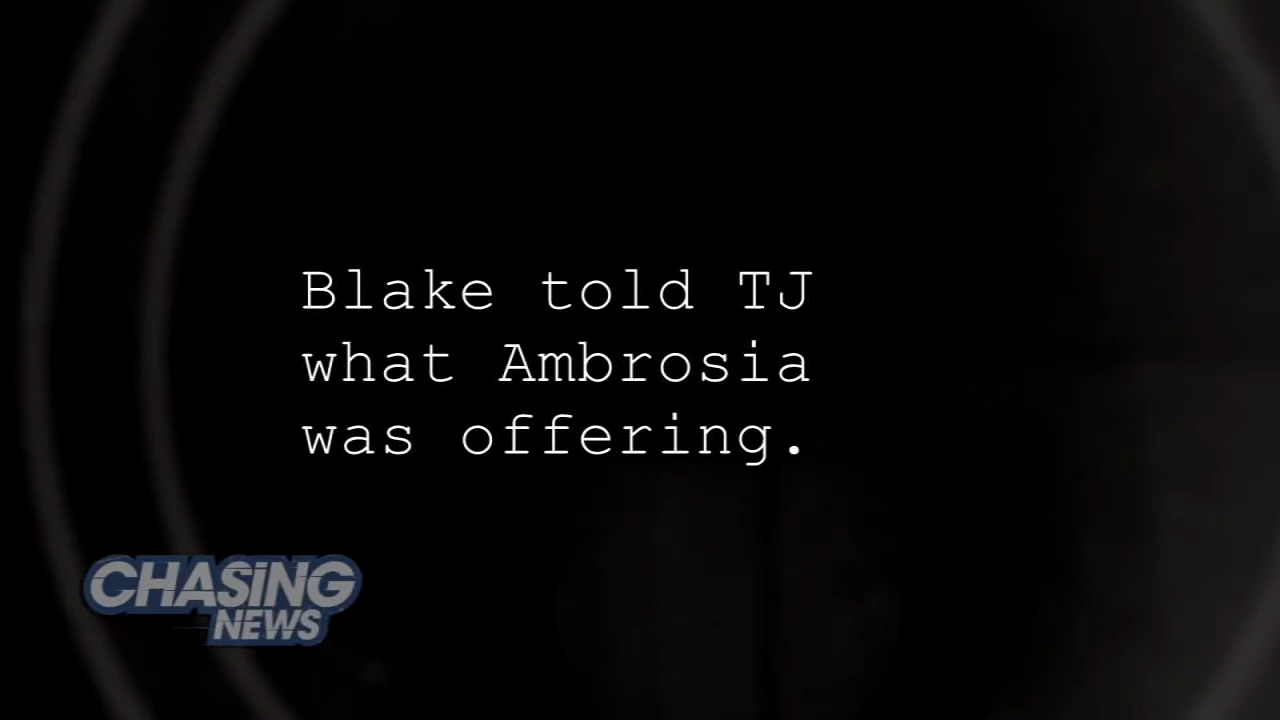 Blake told TJ
what Ambrosia
was offering.
CHASiNG
NEWS